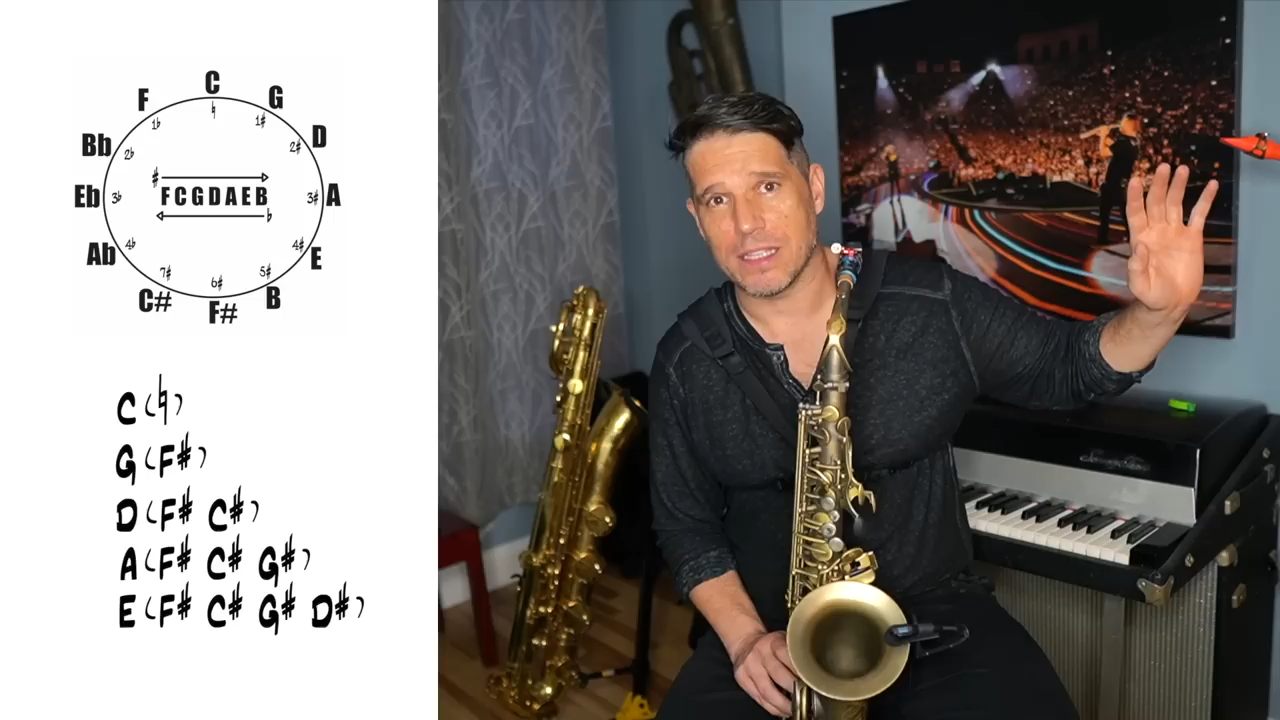 C
F G
1b ♮ 1#
Bb D
2b 2#
♯
Eb 3b F C G D A E B 3# A
♭
Ab 4b 4# E
7# 6# 5#
C# F# B
C (♮)
G (F#)
D (F# C#)
A (F# C# G#)
E (F# C# G# D#)